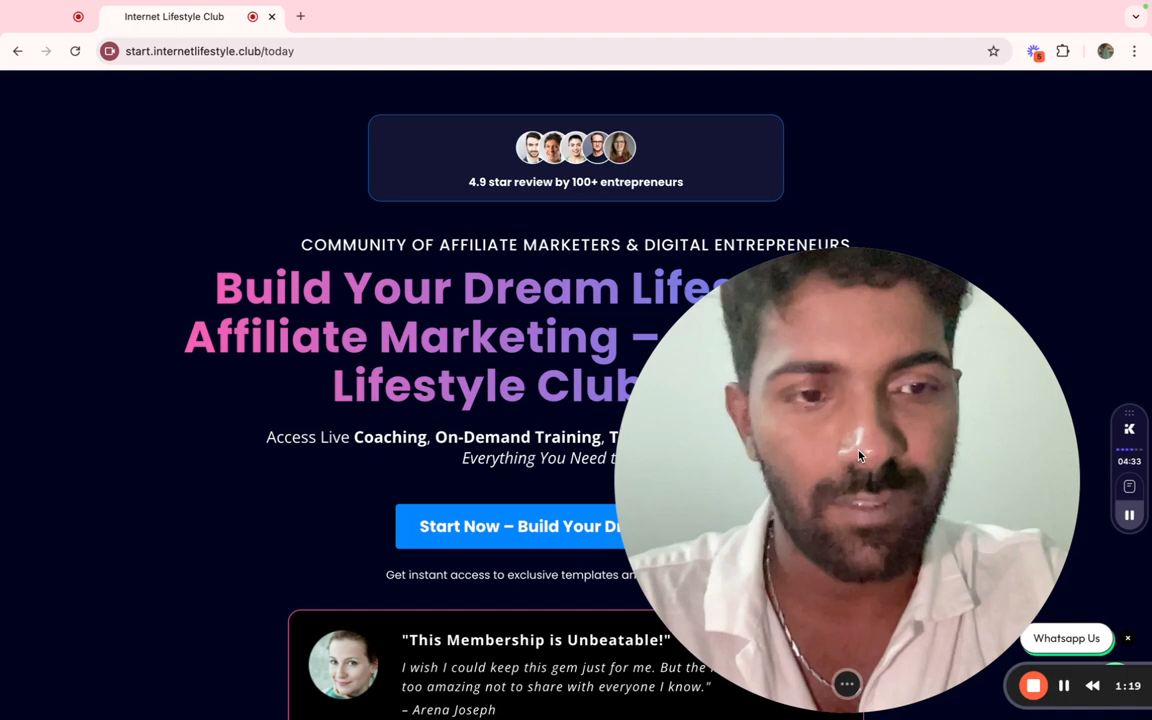 Internet Lifestyle Club
start.internetlifestyle.club/today
5
4.9 star review by 100+ entrepreneurs
COMMUNITY OF AFFILIATE MARKETERS & DIGITAL ENTREPRENEURS
Build Your Dream
Affiliate Marketing –
Lifestyle Club
Access Live Coaching, On-Demand Training,
Everything You Need
Start Now – Build Your
Get instant access to exclusive templates
"This Membership is Unbeatable!"
I wish I could keep this gem just for me. But the
too amazing not to share with everyone I know."
– Arena Joseph
04:33
Whatsapp Us
1:19